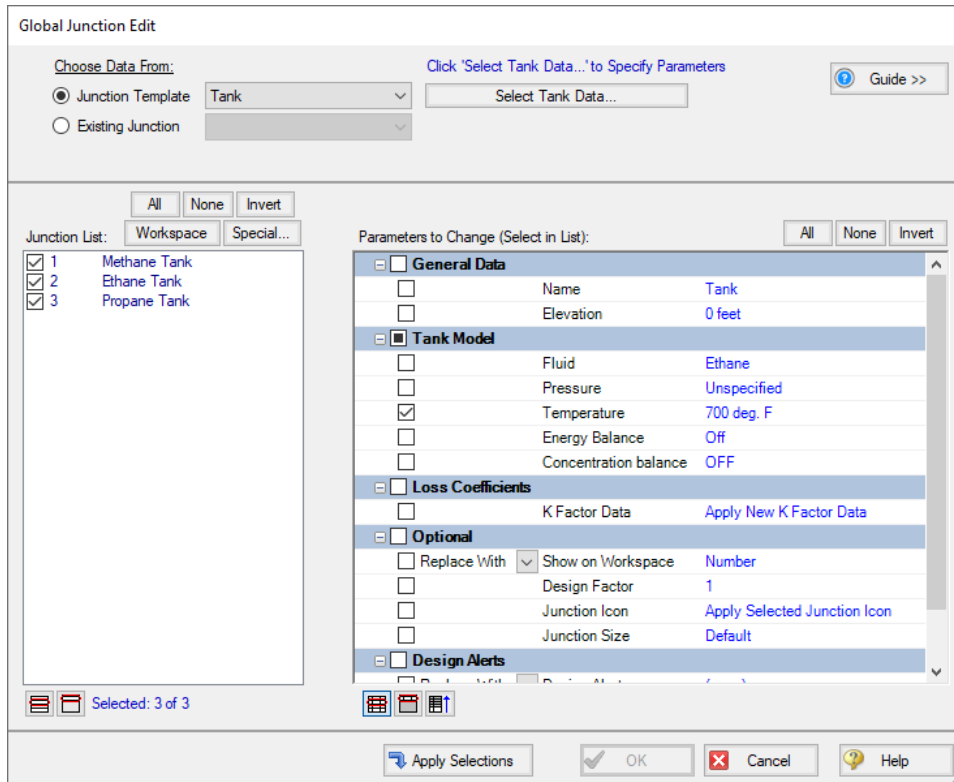 Global Junction Edit
Choose Data From:
Click 'Select Tank Data...' to Specify Parameters
Junction Template Tank Select Tank Data... Guide >>
Existing Junction
All None Invert
Junction List: Workspace Special... Parameters to Change (Select in List): All None Invert
1 Methane Tank
2 Ethane Tank
3 Propane Tank
General Data
Name Tank
Elevation 0 feet
Tank Model
Fluid Ethane
Pressure Unspecified
Temperature 700 deg. F
Energy Balance Off
Concentration balance OFF
Loss Coefficients
K Factor Data Apply New K Factor Data
Optional
Replace With Show on Workspace Number
Design Factor 1
Junction Icon Apply Selected Junction Icon
Junction Size Default
Design Alerts
Selected: 3 of 3
Apply Selections OK Cancel Help